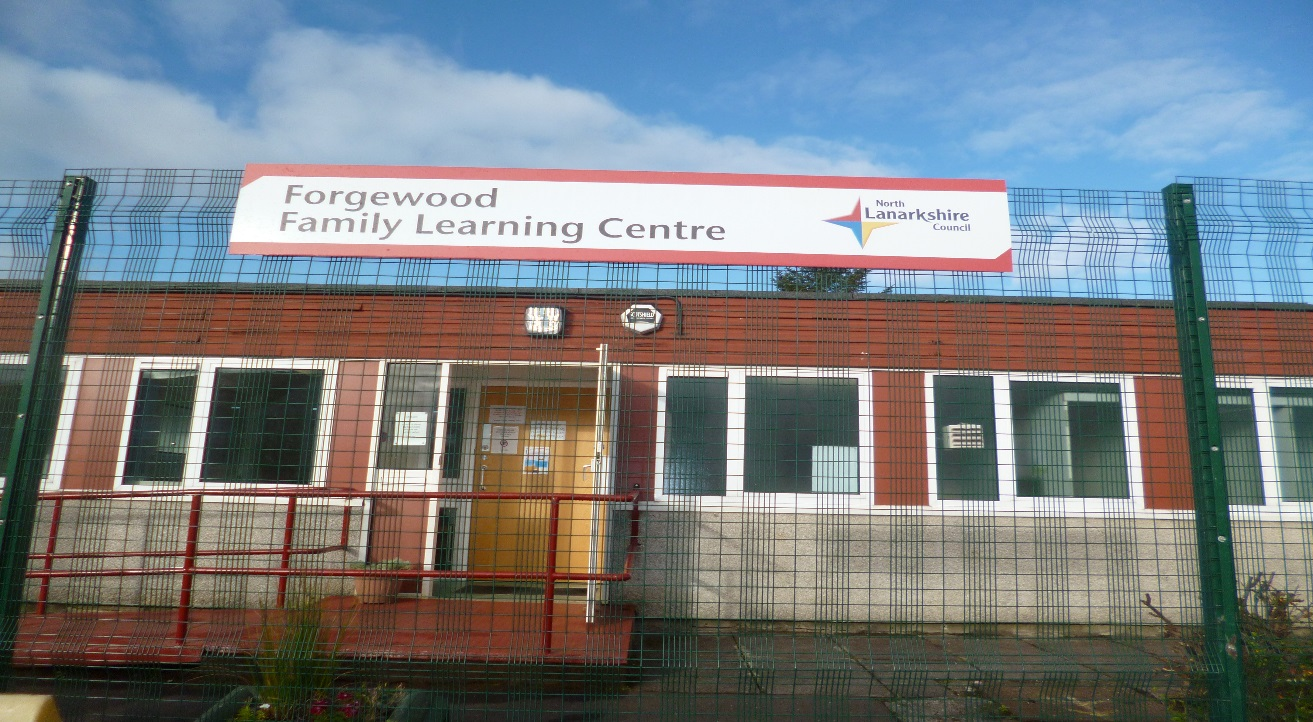 Forgewood
Family Learning Centre
North
Lanarkshire
Council